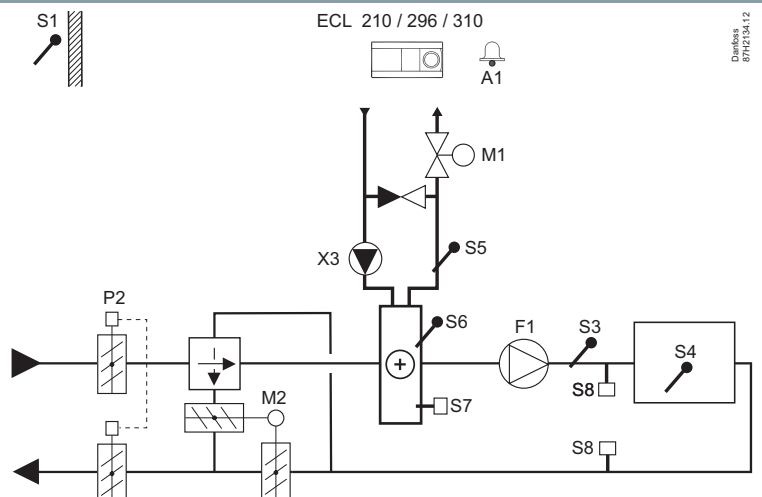 S1
ECL 210 / 296 / 310
A1
Danfoss
87H2134.12
M1
X3
S5
P2
S6
F1
S3
S4
M2
S7
S8
S8